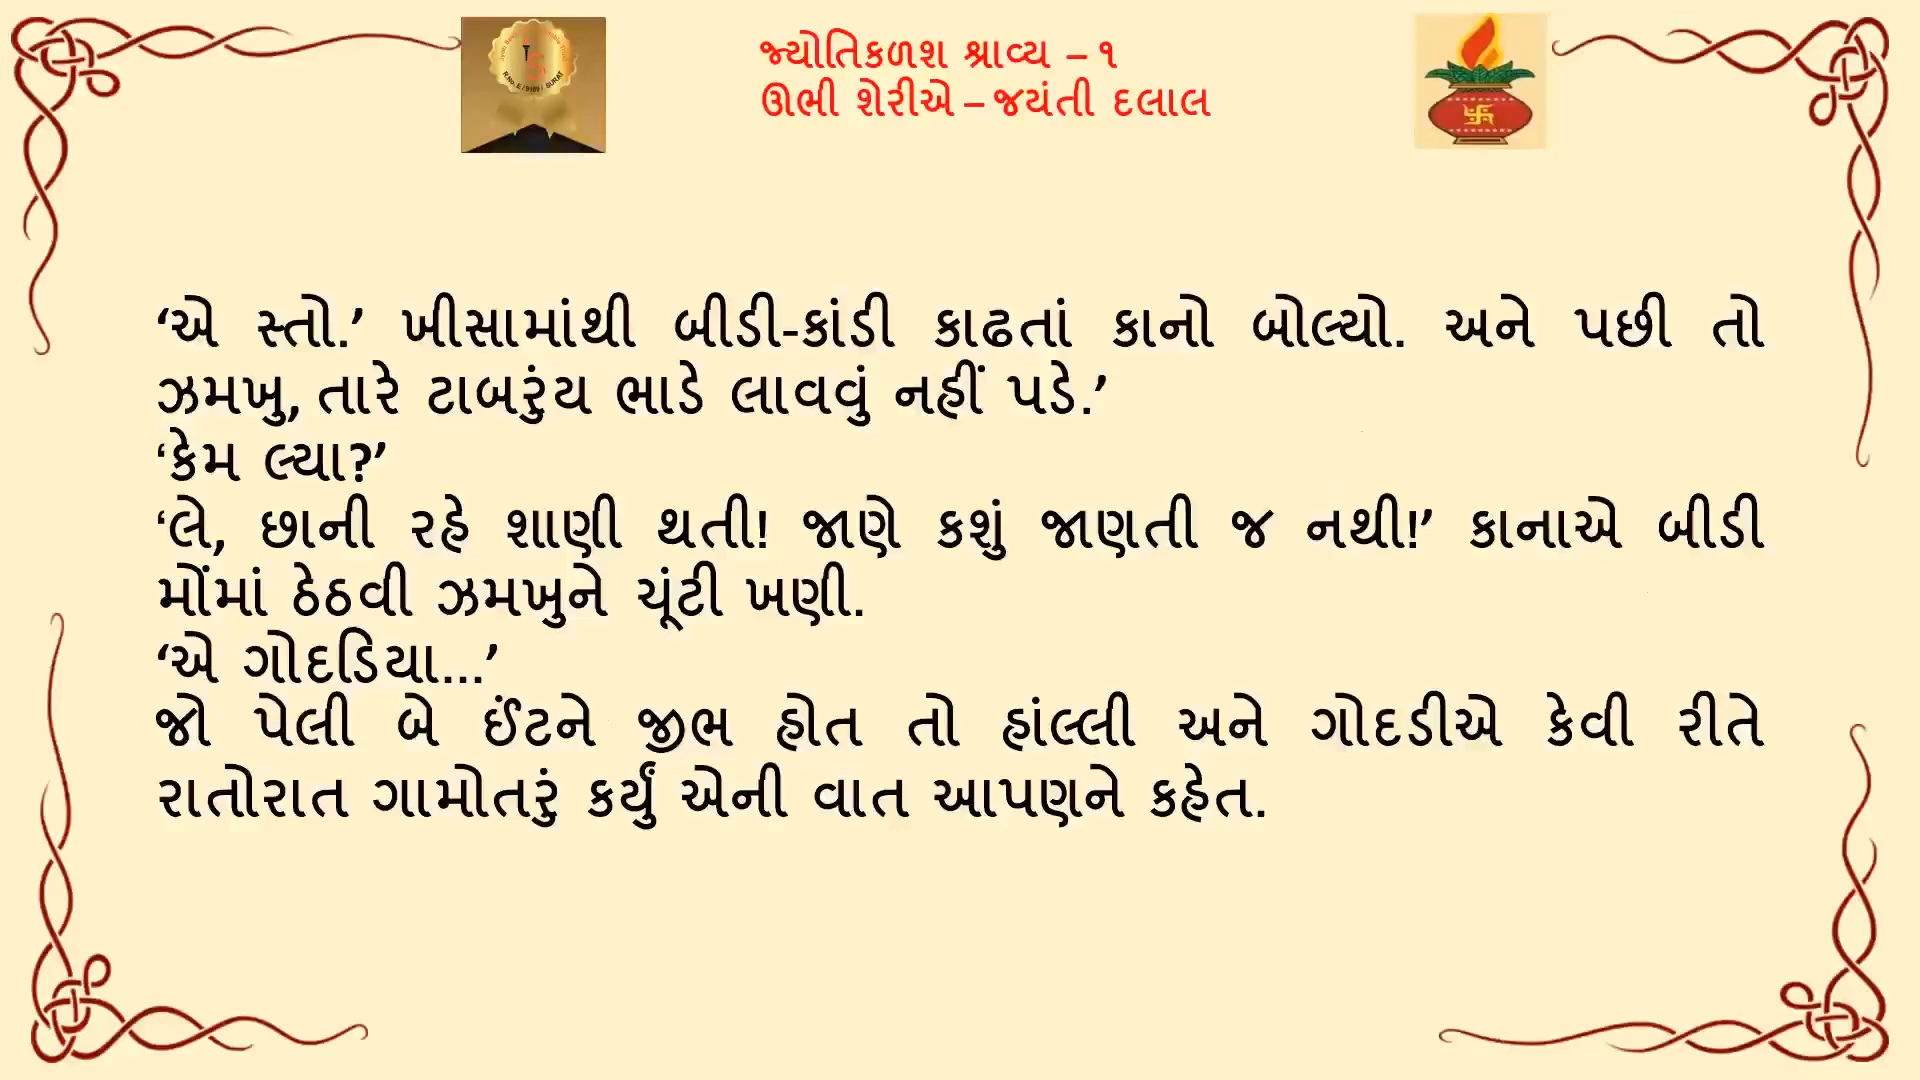 જ્યોતિકળશ શ્રાવ્ય – ૧
ઊભી શેરીએ – જયંતી દલાલ
‘એ સ્તો.’ ખીસામાંથી બીડી-કાંડી કાઢતાં કાનો બોલ્યો. અને પછી તો
ઝમખુ, તારે ટાબરુંય ભાડે લાવવું નહીં પડે.’
‘કેમ લ્યા?’
‘લે, છાની રહે શાણી થતી! જાણે કશું જાણતી જ નથી!’ કાનાએ બીડી
મોંમાં ઠેઠવી ઝમખુને ચૂંટી ખણી.
‘એ ગોદડિયા...’
જો પેલી બે ઈંટને જીભ હોત તો હાંલ્લી અને ગોદડીએ કેવી રીતે
રાતોરાત ગામોતરું કર્યું એની વાત આપણને કહેત.